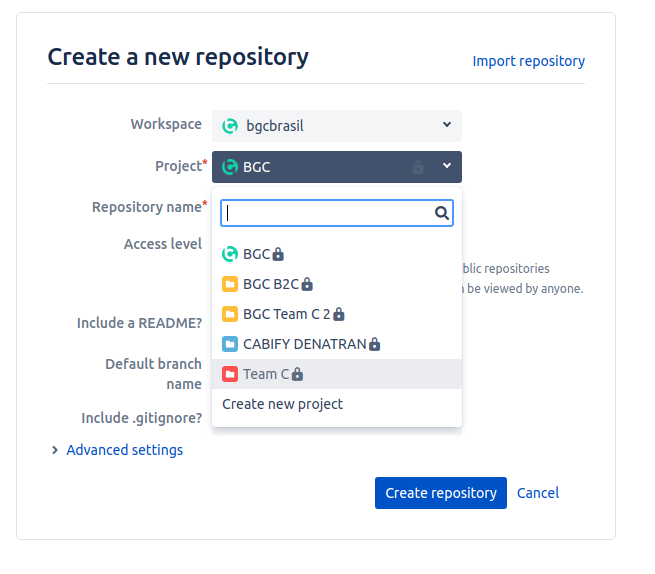 Create a new repository
Import repository
Workspace
bgcbrasil
Project*
BGC
Repository name*
Access level
BGC
blic repositories
BGC B2C
be viewed by anyone.
BGC Team C 2
Include a README?
CABIFY DENATRAN
Default branch
name
Team C
Create new project
Include .gitignore?
Advanced settings
Create repository
Cancel